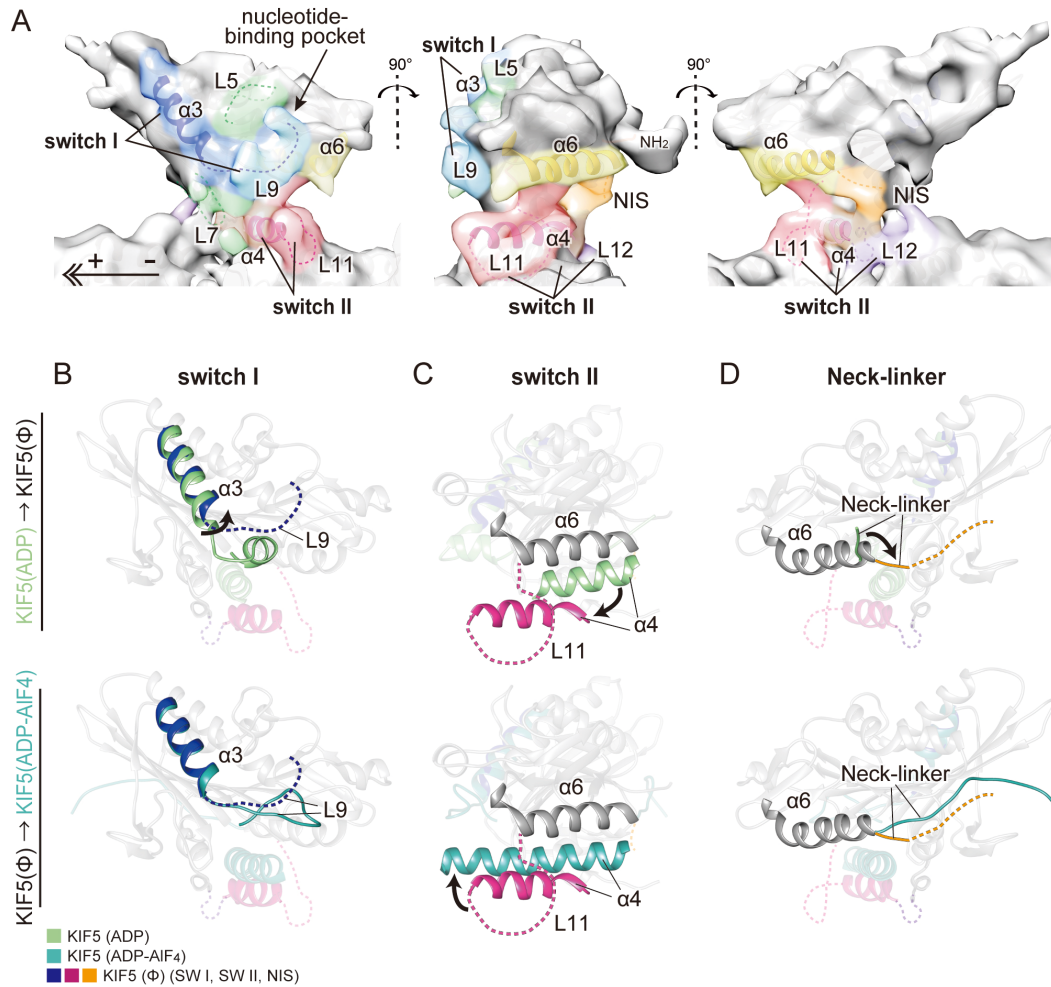 A
nucleotide-
binding pocket
L5
α3
switch I
α6
L9
L7
α4
L11
switch II
+ −
90°
switch I
L5
α3
L9
α6
NH₂
NIS
α4
L11
L12
switch II
90°
α6
NIS
L11
α4
L12
switch II
B
switch I
C
switch II
D
Neck-linker
KIF5(ADP) → KIF5(Φ)
α3
L9
α6
α4
L11
Neck-linker
α6
KIF5(Φ) → KIF5(ADP-AlF4)
α3
L9
α6
α4
L11
Neck-linker
α6
KIF5 (ADP)
KIF5 (ADP-AlF₄)
KIF5 (Φ) (SW I, SW II, NIS)